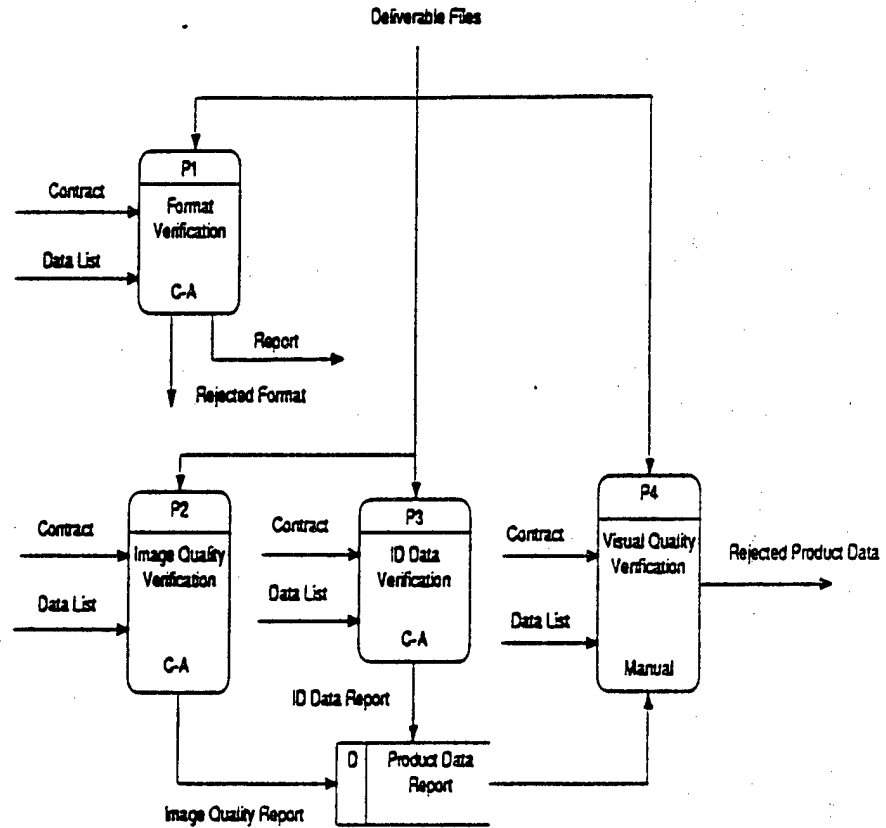 Deliverable Files
P1
Contract
Format
Verification
Data List
C-A
Report
Rejected Format
P2
Contract
Image Quality
Verification
Data List
C-A
P3
Contract
ID Data
Verification
Data List
C-A
P4
Contract
Visual Quality
Verification
Rejected Product Data
Data List
Manual
ID Data Report
D
Product Data
Report
Image Quality Report